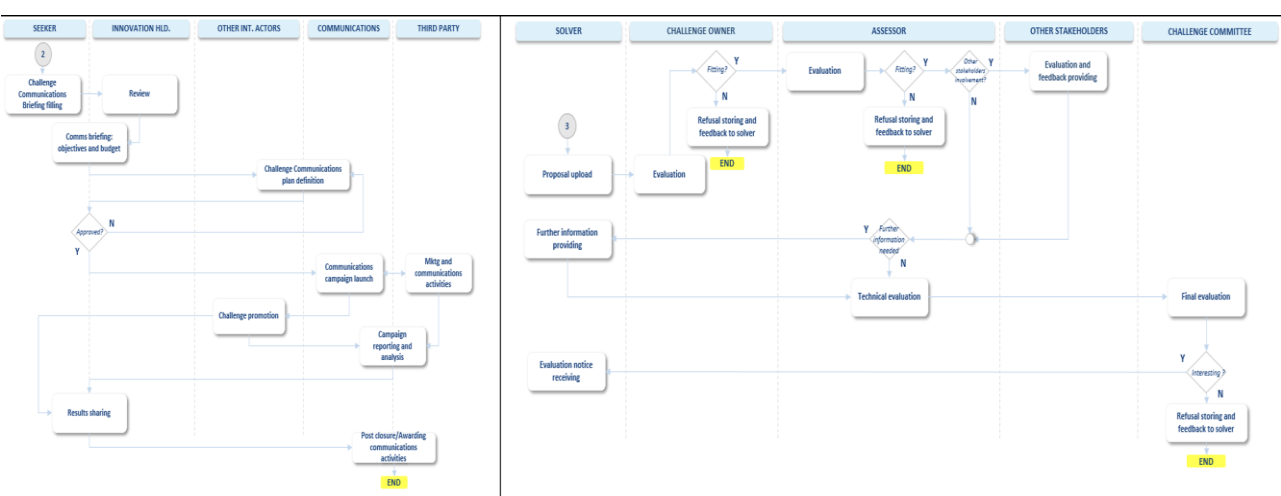 SEEKER
INNOVATION HLD.
OTHER INT. ACTORS
COMMUNICATIONS
THIRD PARTY
2
Challenge
Communications
Briefing filling
Review
Comms briefing:
objectives and budget
Challenge Communications
plan definition
Approved?
N
Y
Communications
campaign launch
Mktg and
communications
activities
Challenge promotion
Campaign
reporting and
analysis
Results sharing
Post closure/Awarding
communications
activities
END
SOLVER
CHALLENGE OWNER
ASSESSOR
OTHER STAKEHOLDERS
CHALLENGE COMMITTEE
3
Proposal upload
Evaluation
Fitting?
Y
N
Refusal storing and
feedback to solver
END
Evaluation
Fitting?
Y
N
Refusal storing and
feedback to solver
END
Other
stakeholders
involvement?
Y
N
Evaluation and
feedback providing
Further
information
needed
Y
N
Further information
providing
Technical evaluation
Final evaluation
Interesting ?
Y
N
Evaluation notice
receiving
Refusal storing and
feedback to solver
END